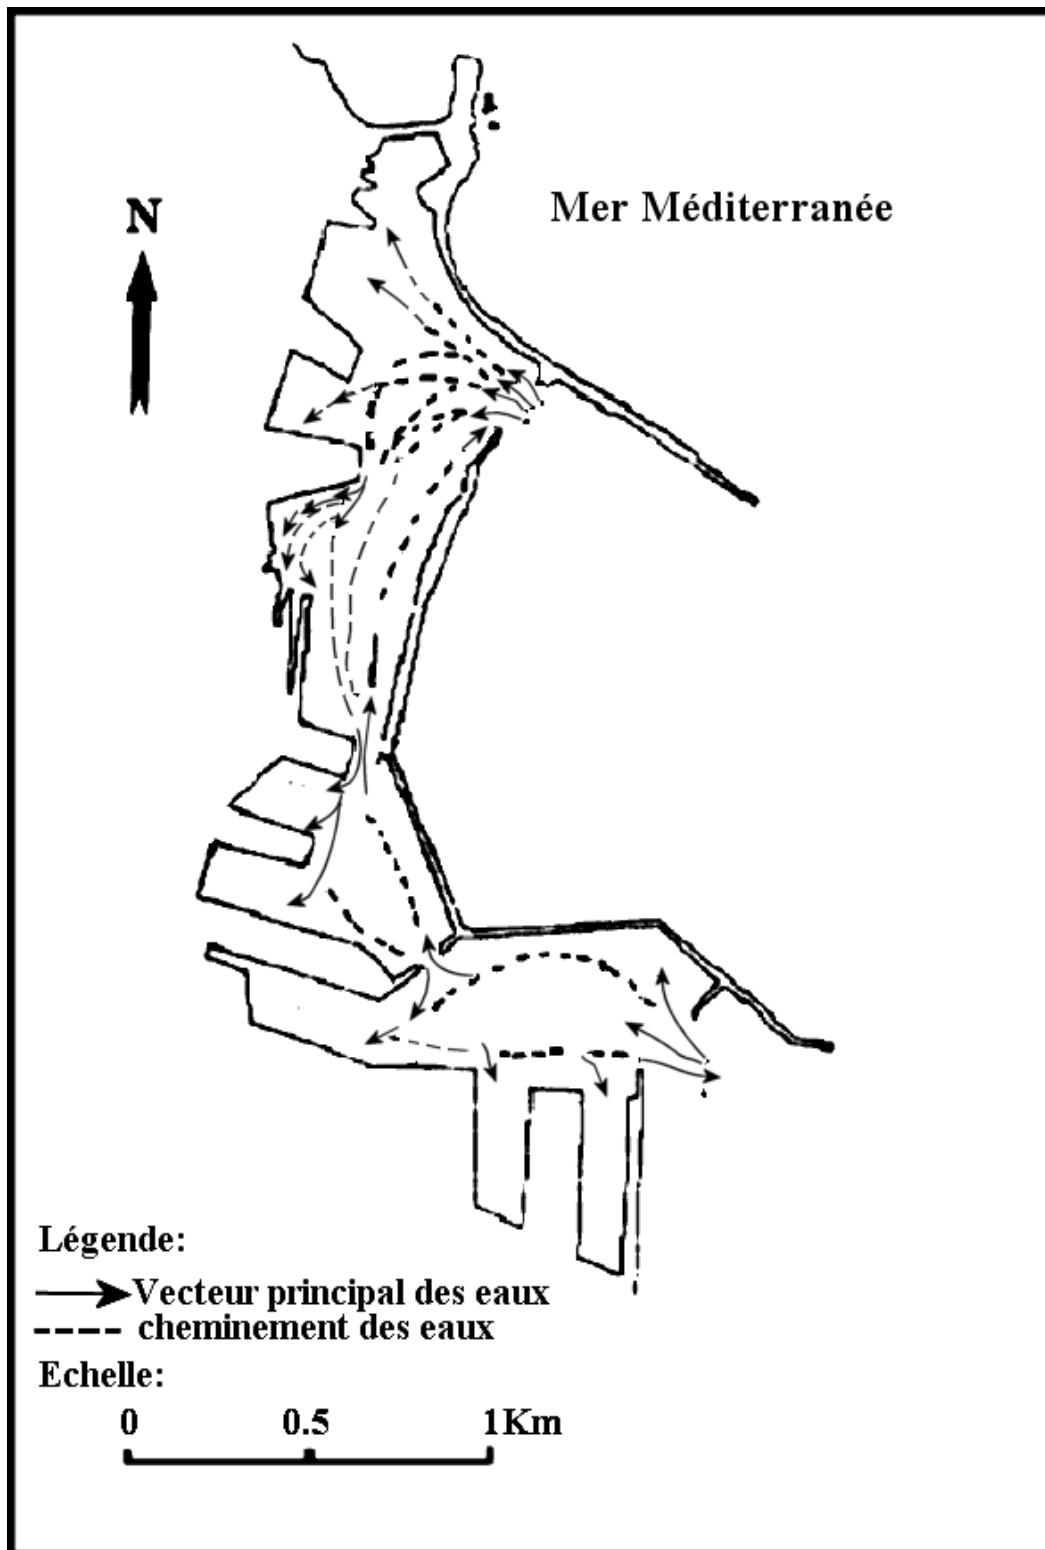 Mer Méditerranée
N
Légende:
Vecteur principal des eaux
cheminement des eaux
Echelle:
0 0.5 1Km